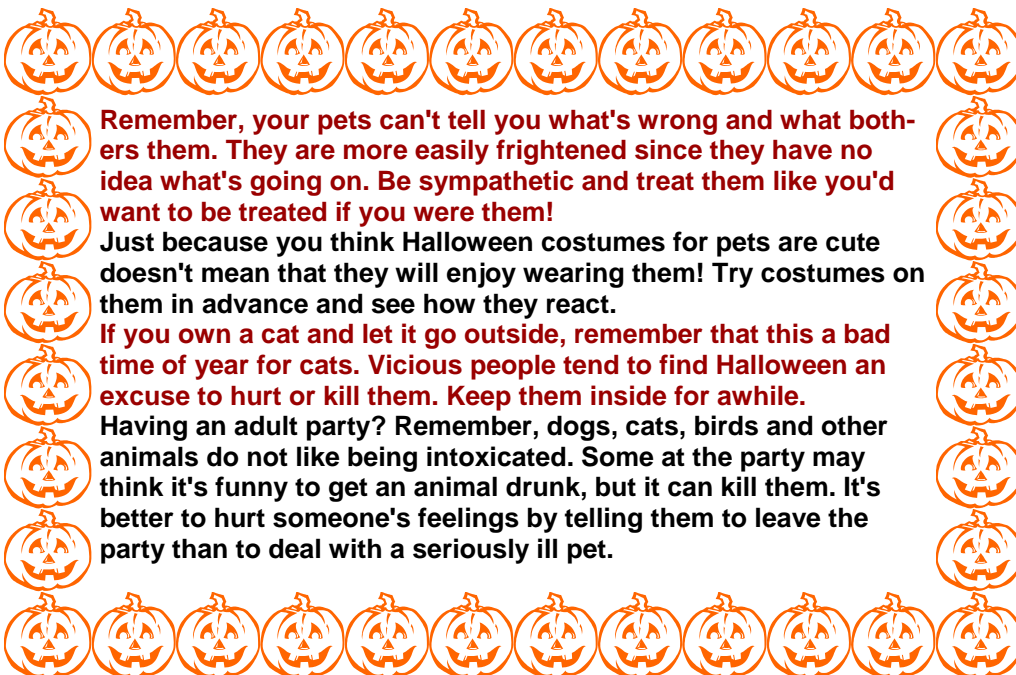 Remember, your pets can't tell you what's wrong and what both-
ers them. They are more easily frightened since they have no
idea what's going on. Be sympathetic and treat them like you'd
want to be treated if you were them!
Just because you think Halloween costumes for pets are cute
doesn't mean that they will enjoy wearing them! Try costumes on
them in advance and see how they react.
If you own a cat and let it go outside, remember that this a bad
time of year for cats. Vicious people tend to find Halloween an
excuse to hurt or kill them. Keep them inside for awhile.
Having an adult party? Remember, dogs, cats, birds and other
animals do not like being intoxicated. Some at the party may
think it's funny to get an animal drunk, but it can kill them. It's
better to hurt someone's feelings by telling them to leave the
party than to deal with a seriously ill pet.